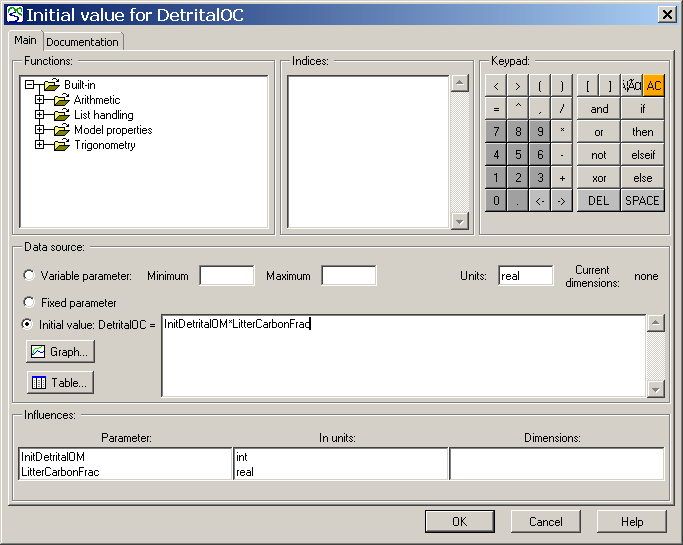 Initial value for DetritalOC
Main
Documentation
Functions:
Indices:
Keypad:
Built-in
Arithmetic
List handling
Model properties
Trigonometry
< > ( ) [ ] AC
= ^ , / and if
7 8 9 * or then
4 5 6 - not elseif
1 2 3 + xor else
0 . <- -> DEL SPACE
Data source:
Variable parameter: Minimum Maximum Units: real Current dimensions: none
Fixed parameter
Initial value: DetritalOC = InitDetritalOM*LitterCarbonFrac
Graph...
Table...
Influences:
Parameter: In units: Dimensions:
InitDetritalOM int
LitterCarbonFrac real
OK Cancel Help